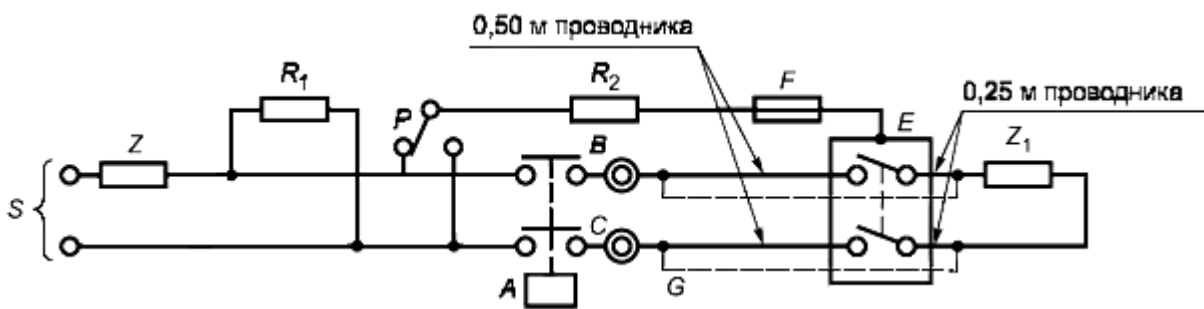 0,50 м проводника
R₁
R₂
F
0,25 м проводника
P
E
Z
B
Z₁
S
C
A
G